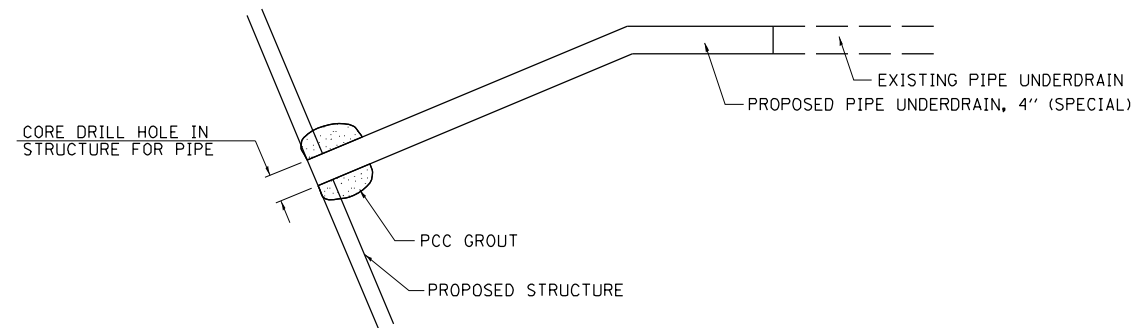 EXISTING PIPE UNDERDRAIN
PROPOSED PIPE UNDERDRAIN, 4'' (SPECIAL)
CORE DRILL HOLE IN
STRUCTURE FOR PIPE
PCC GROUT
PROPOSED STRUCTURE